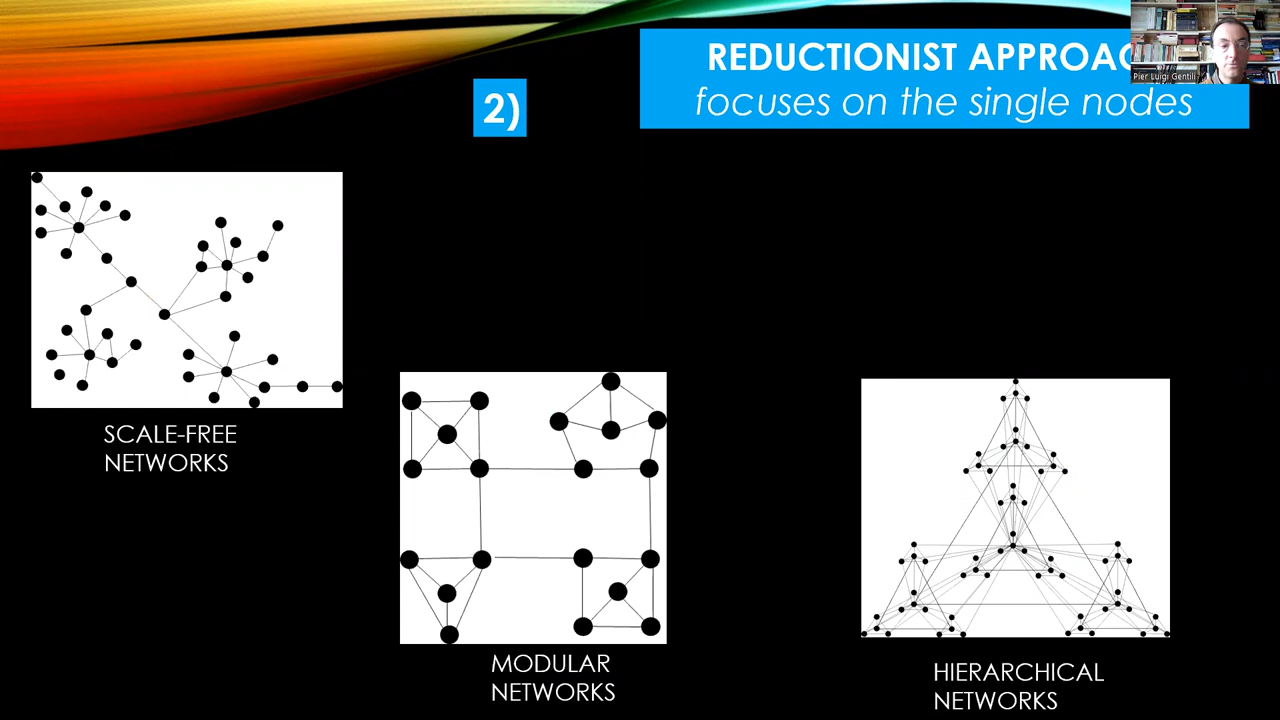 REDUCTIONIST APPROAC
Pier Luigi Gentili
focuses on the single nodes
2)
SCALE-FREE
NETWORKS
MODULAR
NETWORKS
HIERARCHICAL
NETWORKS